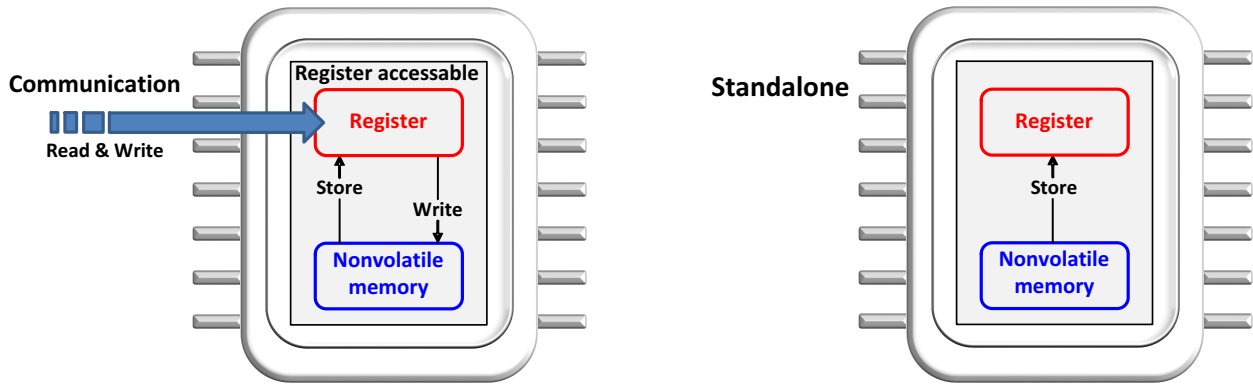 Communication
Read & Write
Register accessable
Register
Store
Write
Nonvolatile
memory
Standalone
Register
Store
Nonvolatile
memory